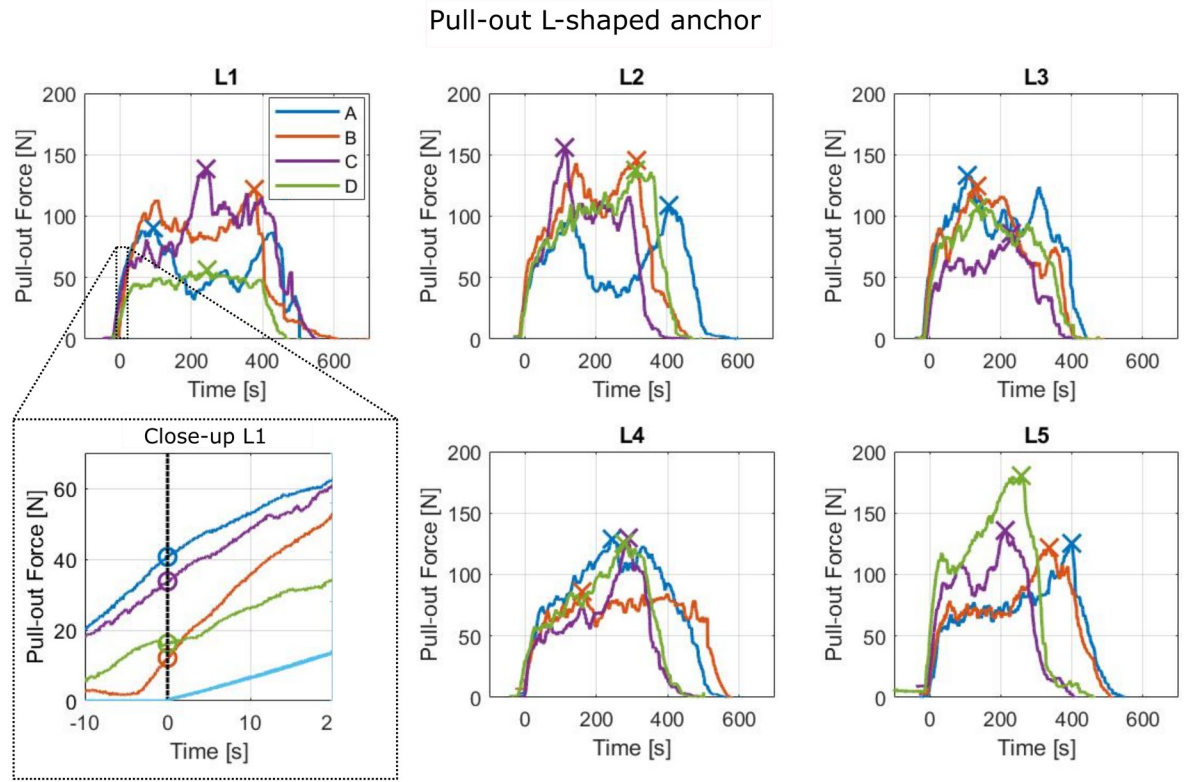 Pull-out L-shaped anchor
L1
Pull-out Force [N]
200
150
100
50
0
0 200 400 600
Time [s]
A
B
C
D
L2
Pull-out Force [N]
200
150
100
50
0
0 200 400 600
Time [s]
L3
Pull-out Force [N]
200
150
100
50
0
0 200 400 600
Time [s]
Close-up L1
Pull-out Force [N]
60
40
20
0
-10 0 10 2
Time [s]
L4
Pull-out Force [N]
200
150
100
50
0
0 200 400 600
Time [s]
L5
Pull-out Force [N]
200
150
100
50
0
0 200 400 600
Time [s]